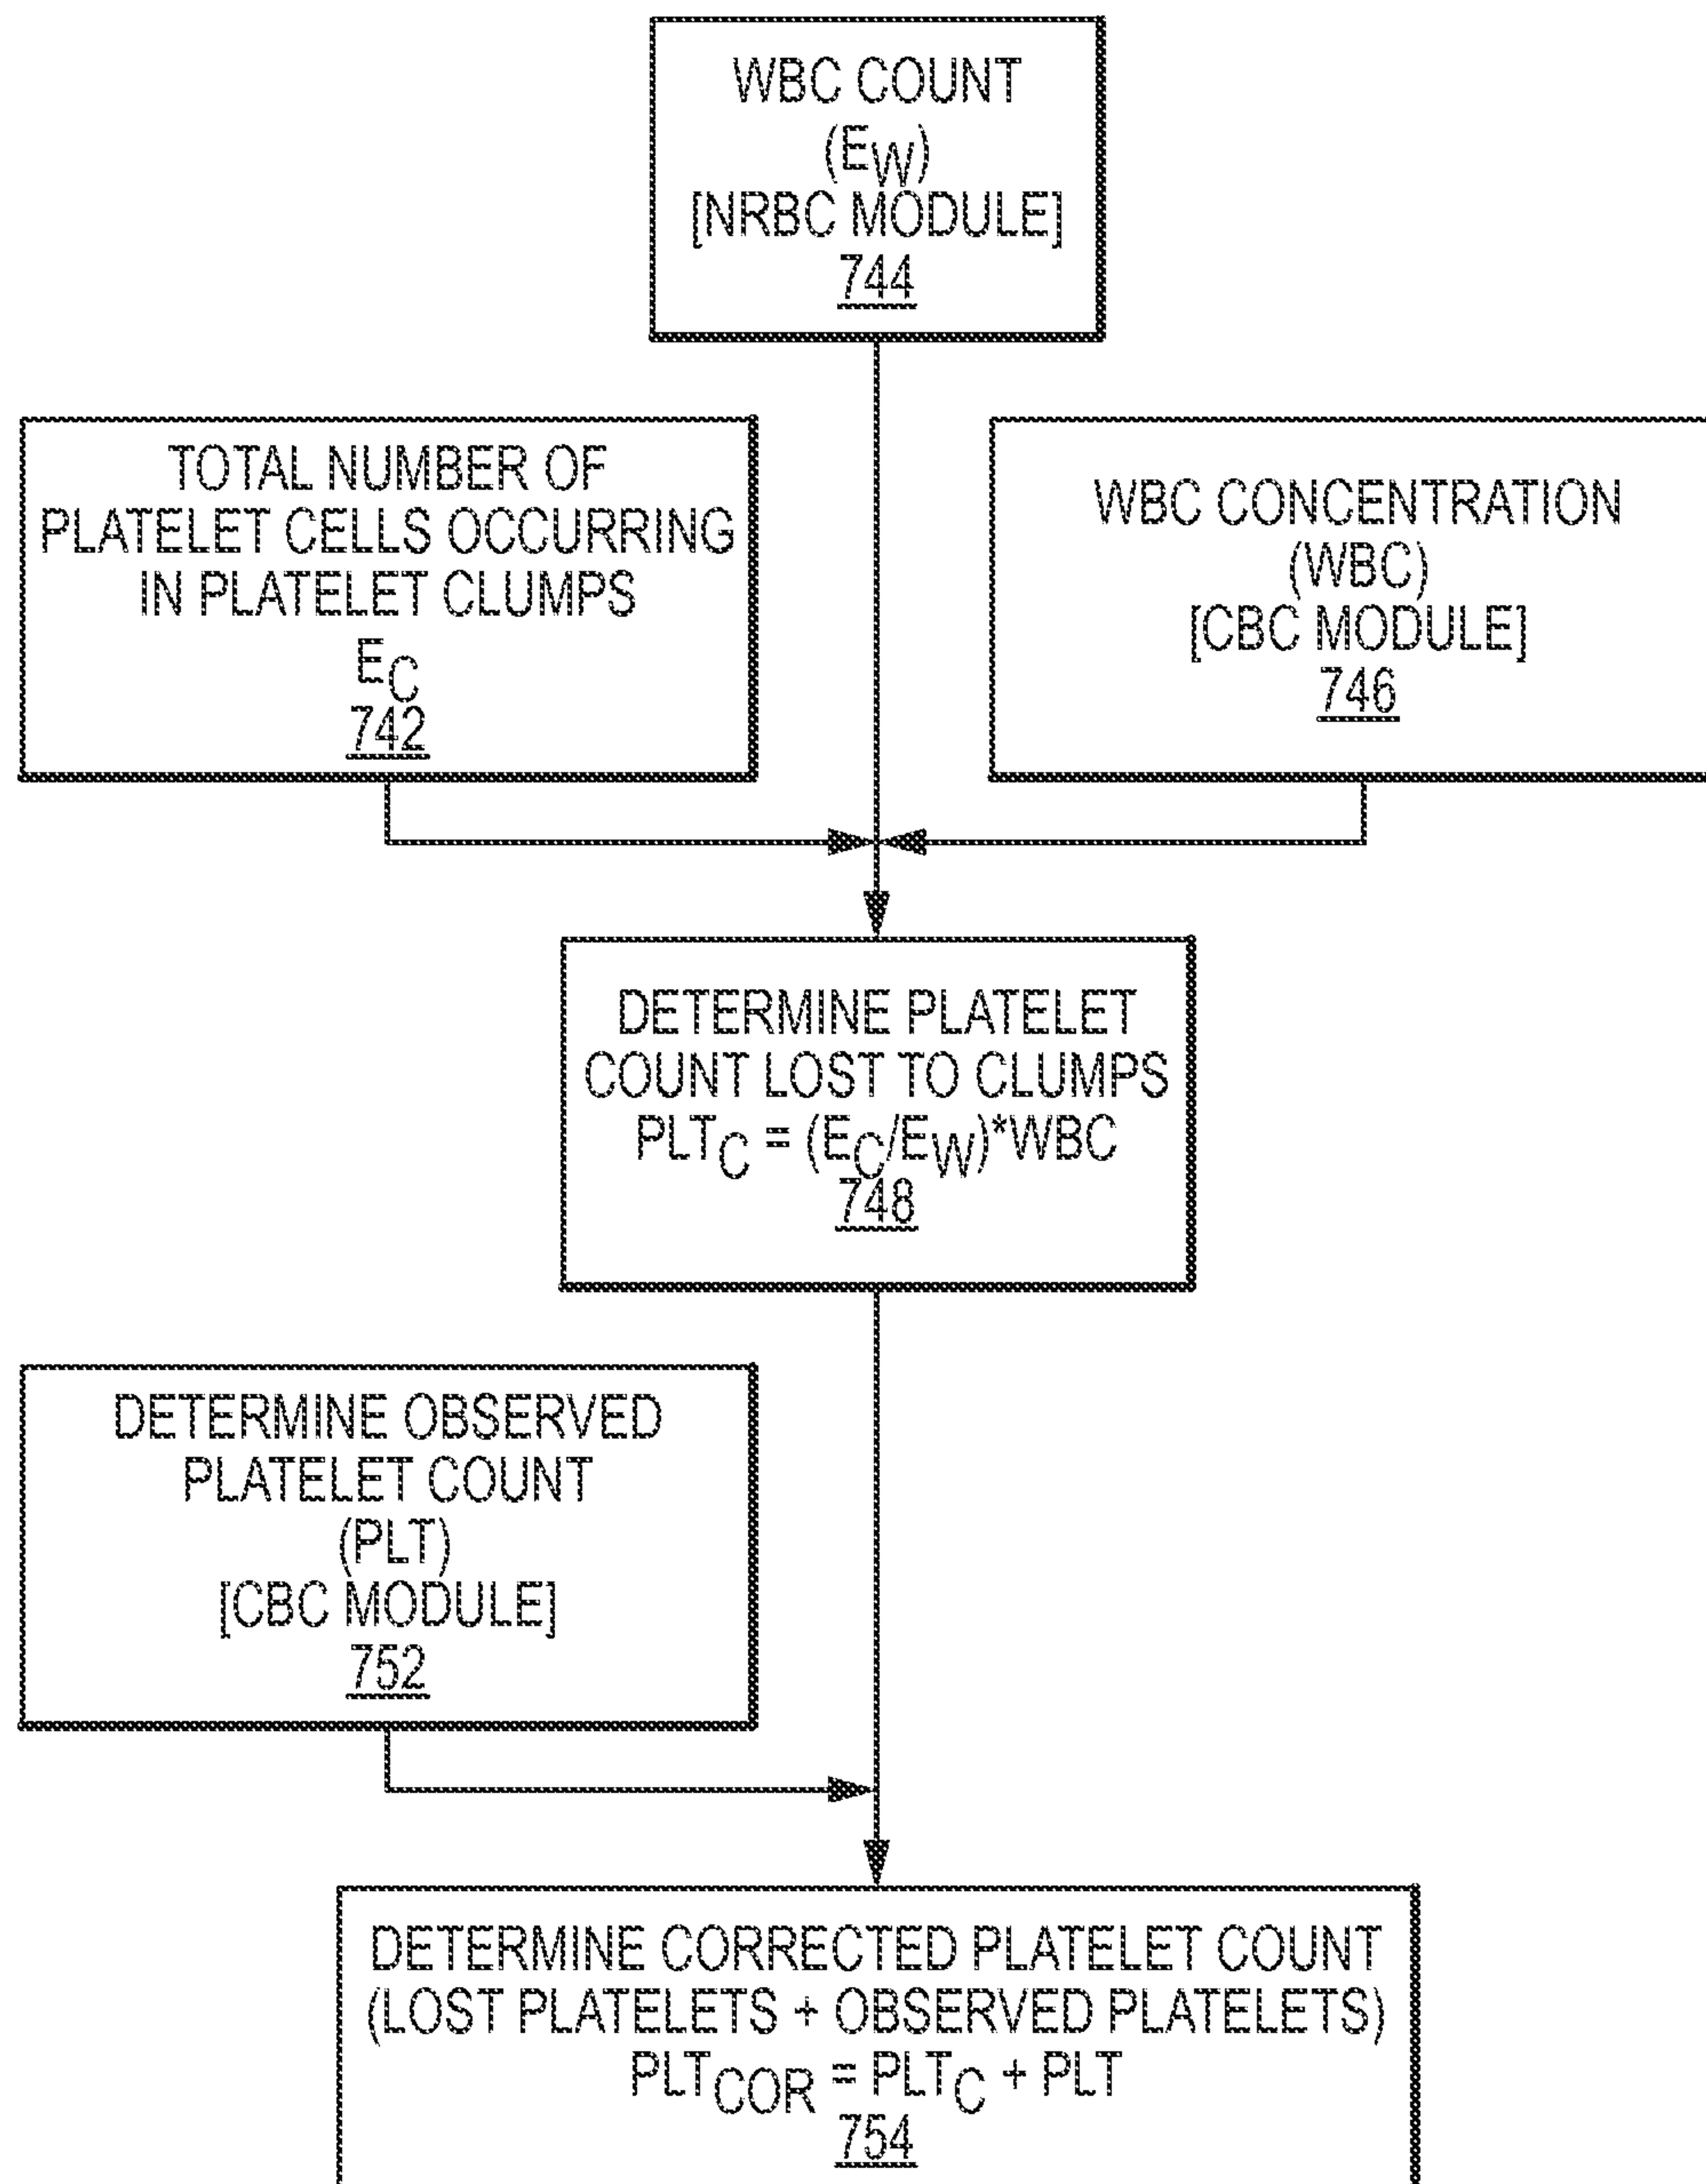 WBC COUNT
(EW)
[NRBC MODULE]
744
TOTAL NUMBER OF
PLATELET CELLS OCCURRING
IN PLATELET CLUMPS
EC
742
WBC CONCENTRATION
(WBC)
[CBC MODULE]
746
DETERMINE PLATELET
COUNT LOST TO CLUMPS
PLTC = (EC/EW)*WBC
748
DETERMINE OBSERVED
PLATELET COUNT
(PLT)
[CBC MODULE]
752
DETERMINE CORRECTED PLATELET COUNT
(LOST PLATELETS + OBSERVED PLATELETS)
PLTCOR = PLTC + PLT
754